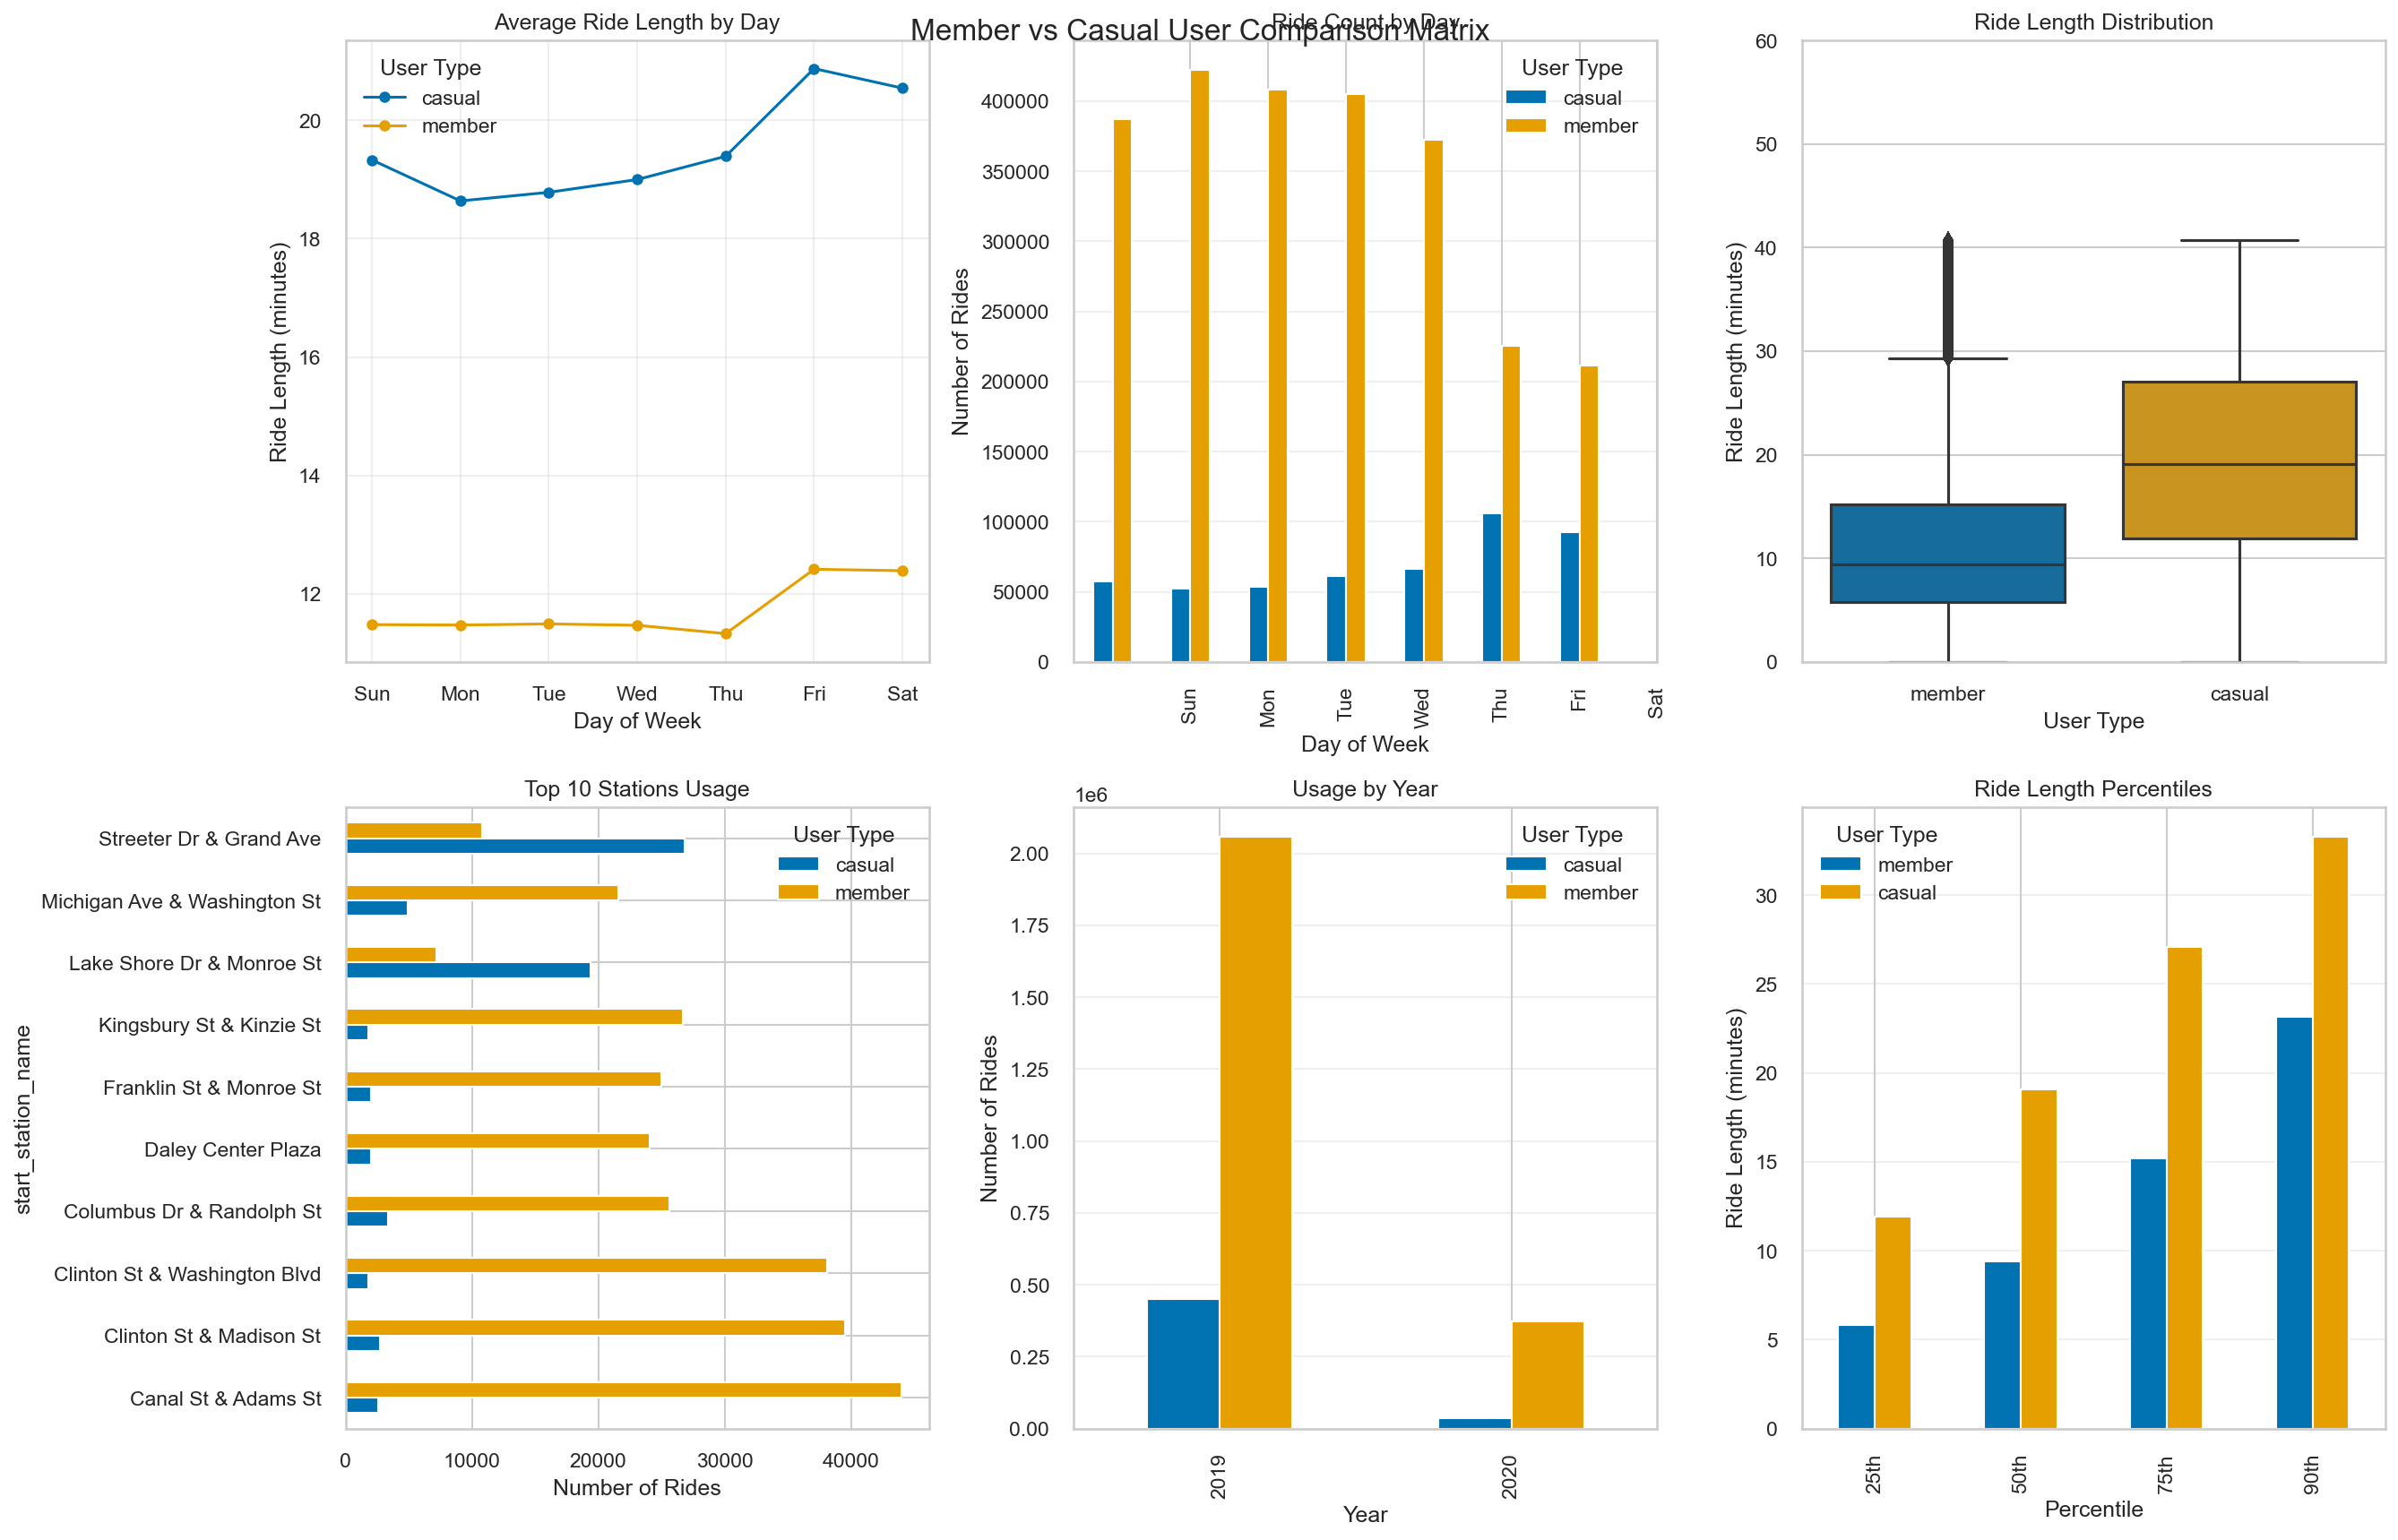 Member vs Casual User Comparison Matrix
Average Ride Length by Day
User Type
casual
member
20
18
16
14
12
Ride Length (minutes)
Sun Mon Tue Wed Thu Fri Sat
Day of Week
Ride Count by Day
User Type
casual
member
400000
350000
300000
250000
200000
150000
100000
50000
0
Number of Rides
Sun Mon Tue Wed Thu Fri Sat
Day of Week
Ride Length Distribution
60
50
40
30
20
10
0
Ride Length (minutes)
member casual
User Type
Top 10 Stations Usage
User Type
casual
member
Streeter Dr & Grand Ave
Michigan Ave & Washington St
Lake Shore Dr & Monroe St
Kingsbury St & Kinzie St
Franklin St & Monroe St
Daley Center Plaza
Columbus Dr & Randolph St
Clinton St & Washington Blvd
Clinton St & Madison St
Canal St & Adams St
start_station_name
0 10000 20000 30000 40000
Number of Rides
Usage by Year
1e6
User Type
casual
member
2.00
1.75
1.50
1.25
1.00
0.75
0.50
0.25
0.00
Number of Rides
2019 2020
Year
Ride Length Percentiles
User Type
member
casual
30
25
20
15
10
5
0
Ride Length (minutes)
25th 50th 75th 90th
Percentile